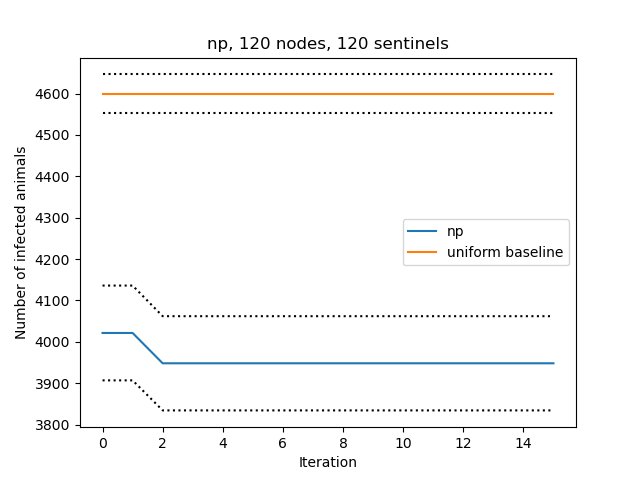 np, 120 nodes, 120 sentinels
Number of infected animals
4600
4500
4400
4300
4200
4100
4000
3900
3800
np
uniform baseline
0 2 4 6 8 10 12 14
Iteration